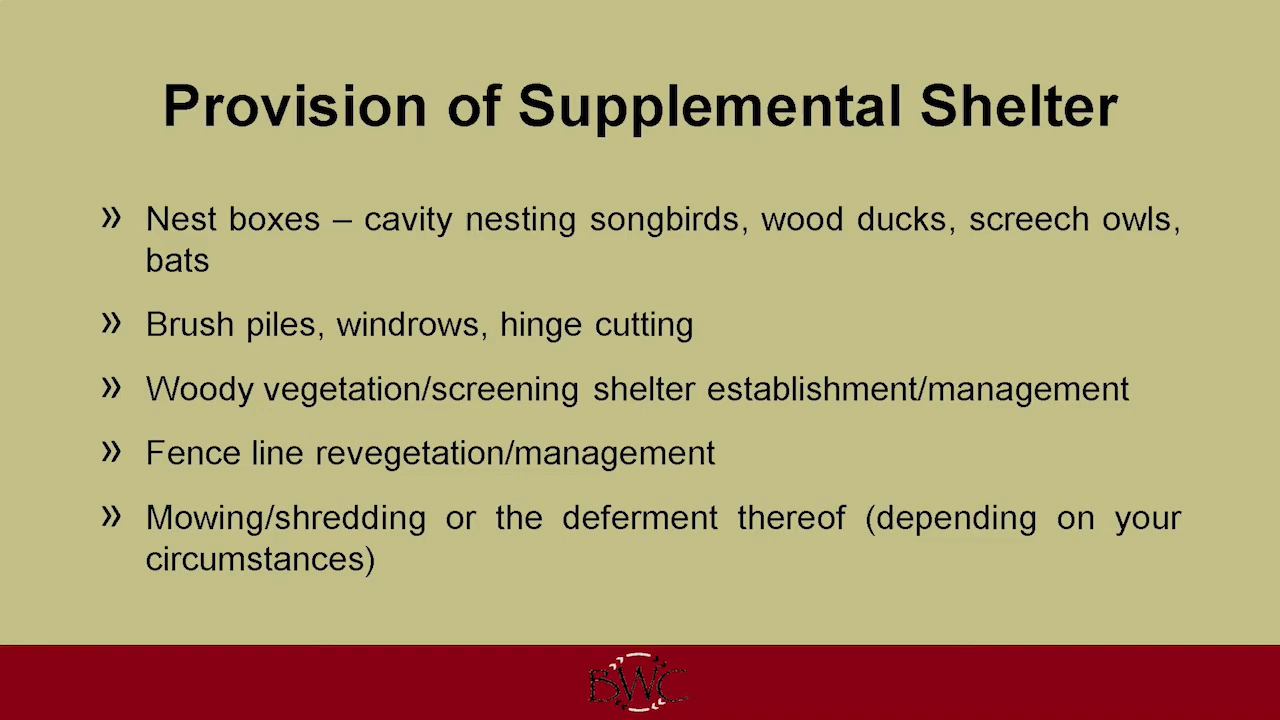 Provision of Supplemental Shelter
» Nest boxes – cavity nesting songbirds, wood ducks, screech owls,
bats
» Brush piles, windrows, hinge cutting
» Woody vegetation/screening shelter establishment/management
» Fence line revegetation/management
» Mowing/shredding or the deferment thereof (depending on your
circumstances)
BWC